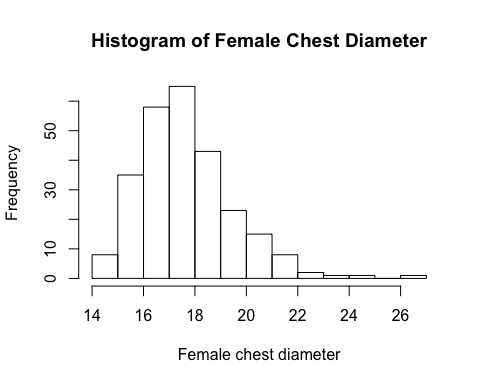 Histogram of Female Chest Diameter
Frequency
50
30
10
0
14 16 18 20 22 24 26
Female chest diameter